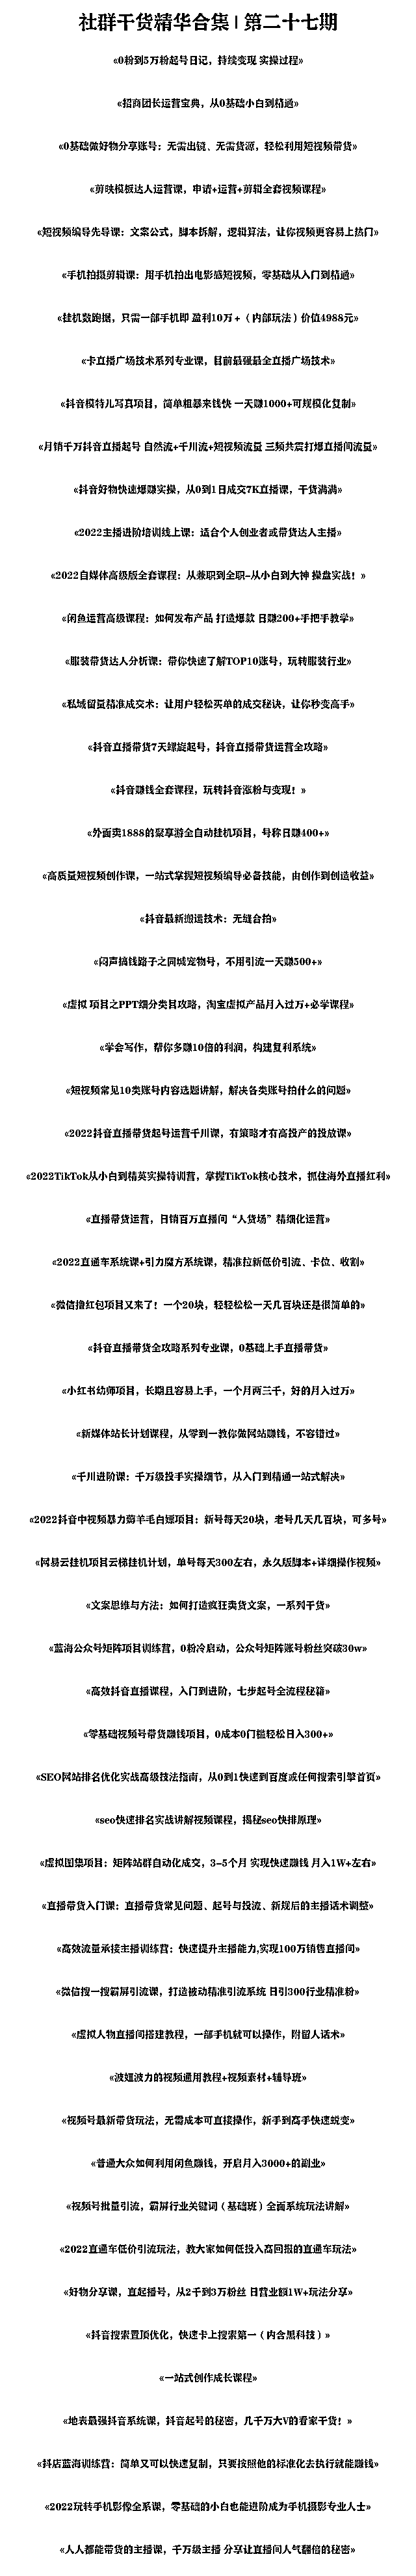 社群干货精华合集 | 第二十七期
«0粉到5万粉起号日记，持续变现 实操过程»
«招商团长运营宝典，从0基础小白到精通»
«0基础做好物分享账号：无需出镜、无需货源，轻松利用短视频带货»
«剪映模板达人运营课，申请+运营+剪辑全套视频课程»
«短视频编导先导课：文案公式，脚本拆解，逻辑算法，让你视频更容易上热门»
«手机拍摄剪辑课：用手机拍出电影感短视频，零基础从入门到精通»
«挂机数跑据，只需一部手机即 盈利10万+（内部玩法）价值4988元»
«卡直播广场技术系列专业课，目前最强最全直播广场技术»
«抖音模特儿写真项目，简单粗暴来钱快 一天赚1000+可规模化复制»
«月销千万抖音直播起号 自然流+千川流+短视频流量 三频共震打爆直播间流量»
«抖音好物快速爆赚实操，从0到1日成交7K直播课，干货满满»
«2022主播进阶培训线上课：适合个人创业者或带货达人主播»
«2022自媒体高级版全套课程：从兼职到全职-从小白到大神 操盘实战！»
«闲鱼运营高级课程：如何发布产品 打造爆款 日赚200+手把手教学»
«服装带货达人分析课：带你快速了解TOP10账号，玩转服装行业»
«私域留量精准成交术：让用户轻松买单的成交秘诀，让你秒变高手»
«抖音直播带货7天螺旋起号，抖音直播带货运营全攻略»
«抖音赚钱全套课程，玩转抖音涨粉与变现！»
«外面卖1888的聚享游全自动挂机项目，号称日赚400+»
«高质量短视频创作课，一站式掌握短视频编导必备技能，由创作到创造收益»
«抖音最新搬运技术：无缝合拍»
«闷声搞钱路子之同城宠物号，不用引流一天赚500+»
«虚拟 项目之PPT细分类目攻略，淘宝虚拟产品月入过万+必学课程»
«学会写作，帮你多赚10倍的利润，构建复利系统»
«短视频常见10类账号内容选题讲解，解决各类账号拍什么的问题»
«2022抖音直播带货起号运营千川课，有策略才有高投产的投放课»
«2022TikTok从小白到精英实操特训营，掌握TikTok核心技术，抓住海外直播红利»
«直播带货运营，日销百万直播间“人货场”精细化运营»
«2022直通车系统课+引力魔方系统课，精准拉新低价引流、卡位、收割»
«微信撸红包项目又来了！一个20块，轻轻松松一天几百块还是很简单的»
«抖音直播带货全攻略系列专业课，0基础上手直播带货»
«小红书幼师项目，长期且容易上手，一个月两三千，好的月入过万»
«新媒体站长计划课程，从零到一教你做网站赚钱，不容错过»
«千川进阶课：千万级投手实操细节，从入门到精通一站式解决»
«2022抖音中视频暴力薅羊毛白嫖项目：新号每天20块，老号几天几百块，可多号»
«网易云挂机项目云梯挂机计划，单号每天300左右，永久版脚本+详细操作视频»
«文案思维与方法：如何打造疯狂卖货文案，一系列干货»
«蓝海公众号矩阵项目训练营，0粉冷启动，公众号矩阵账号粉丝突破30w»
«高效抖音直播课程，入门到进阶，七步起号全流程秘籍»
«零基础视频号带货赚钱项目，0成本0门槛轻松日入300+»
«SEO网站排名优化实战高级技法指南，从0到1快速到百度或任何搜索引擎首页»
«seo快速排名实战讲解视频课程，揭秘seo快排原理»
«虚拟图集项目：矩阵站群自动化成交，3-5个月 实现快速赚钱 月入1W+左右»
«直播带货入门课：直播带货常见问题、起号与投流、新规后的主播话术调整»
«高效流量承接主播训练营：快速提升主播能力,实现100万销售直播间»
«微信搜一搜霸屏引流课，打造被动精准引流系统 日引300行业精准粉»
«虚拟人物直播间搭建教程，一部手机就可以操作，附留人话术»
«波妞波力的视频通用教程+视频素材+辅导班»
«视频号最新带货玩法，无需成本可直接操作，新手到高手快速蜕变»
«普通大众如何利用闲鱼赚钱，开启月入3000+的副业»
«视频号批量引流，霸屏行业关键词（基础班）全面系统玩法讲解»
«2022直通车低价引流玩法，教大家如何低投入高回报的直通车玩法»
«好物分享课，直起播号，从2千到3万粉丝 日营业额1W+玩法分享»
«抖音搜索置顶优化，快速卡上搜索第一（内含黑科技）»
«一站式创作成长课程»
«地表最强抖音系统课，抖音起号的秘密，几千万大V的看家干货！»
«抖店蓝海训练营：简单又可以快速复制，只要按照他的标准化去执行就能赚钱»
«2022玩转手机影像全系课，零基础的小白也能进阶成为手机摄影专业人士»
«人人都能带货的主播课，千万级主播 分享让直播间人气翻倍的秘密»